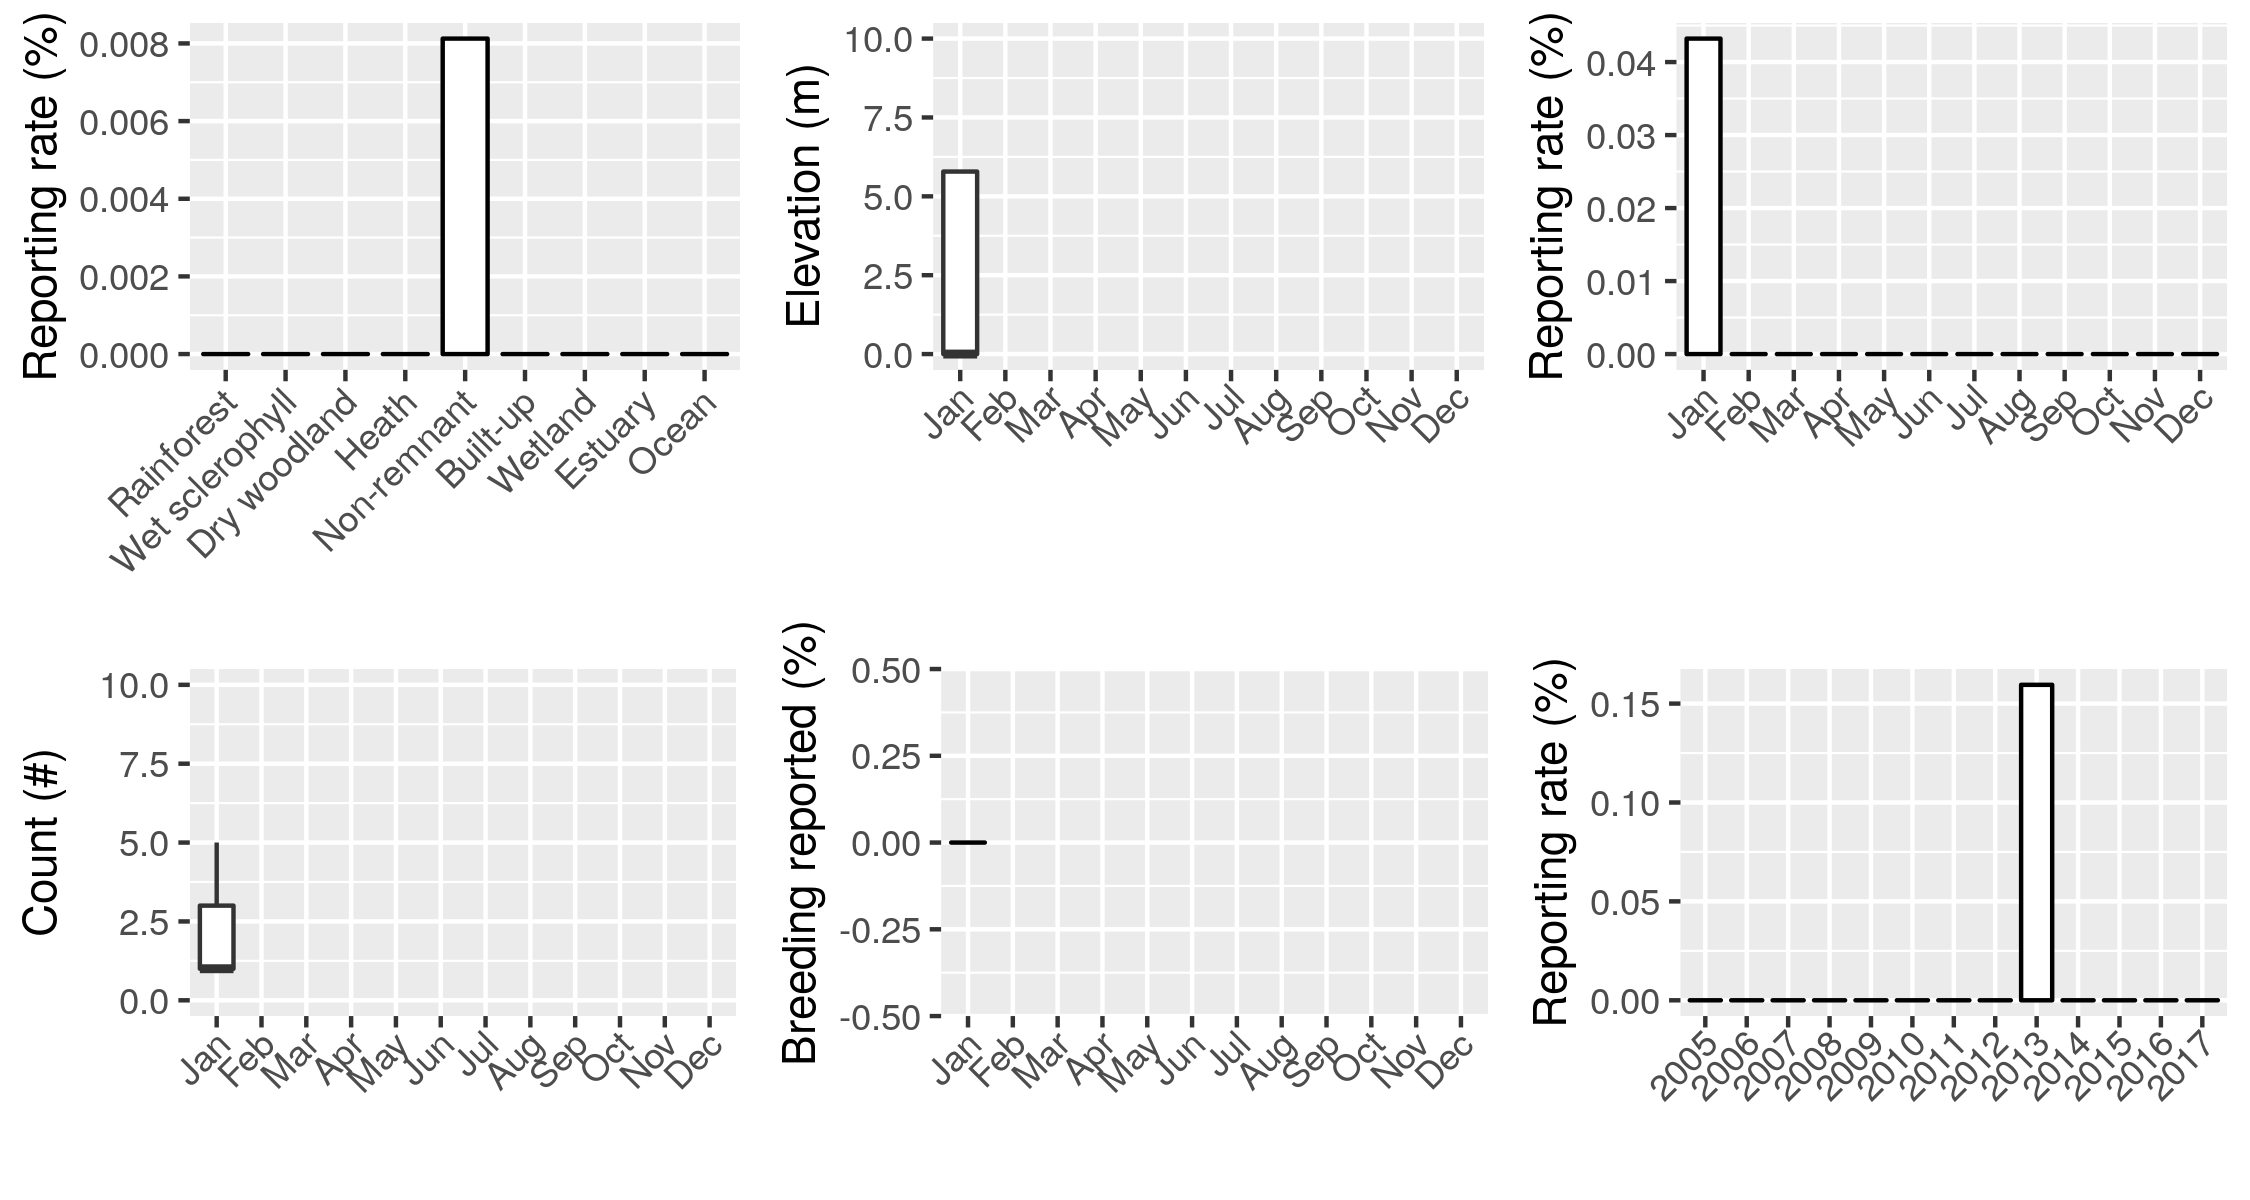 Reporting rate (%)
0.008
0.006
0.004
0.002
0.000
Rainforest
Wet sclerophyll
Dry woodland
Heath
Non-remnant
Built-up
Wetland
Estuary
Ocean
Elevation (m)
10.0
7.5
5.0
2.5
0.0
Jan
Feb
Mar
Apr
May
Jun
Jul
Aug
Sep
Oct
Nov
Dec
Reporting rate (%)
0.04
0.03
0.02
0.01
0.00
Jan
Feb
Mar
Apr
May
Jun
Jul
Aug
Sep
Oct
Nov
Dec
Count (#)
10.0
7.5
5.0
2.5
0.0
Jan
Feb
Mar
Apr
May
Jun
Jul
Aug
Sep
Oct
Nov
Dec
Breeding reported (%)
0.50
0.25
0.00
-0.25
-0.50
Jan
Feb
Mar
Apr
May
Jun
Jul
Aug
Sep
Oct
Nov
Dec
Reporting rate (%)
0.15
0.10
0.05
0.00
2005
2006
2007
2008
2009
2010
2011
2012
2013
2014
2015
2016
2017